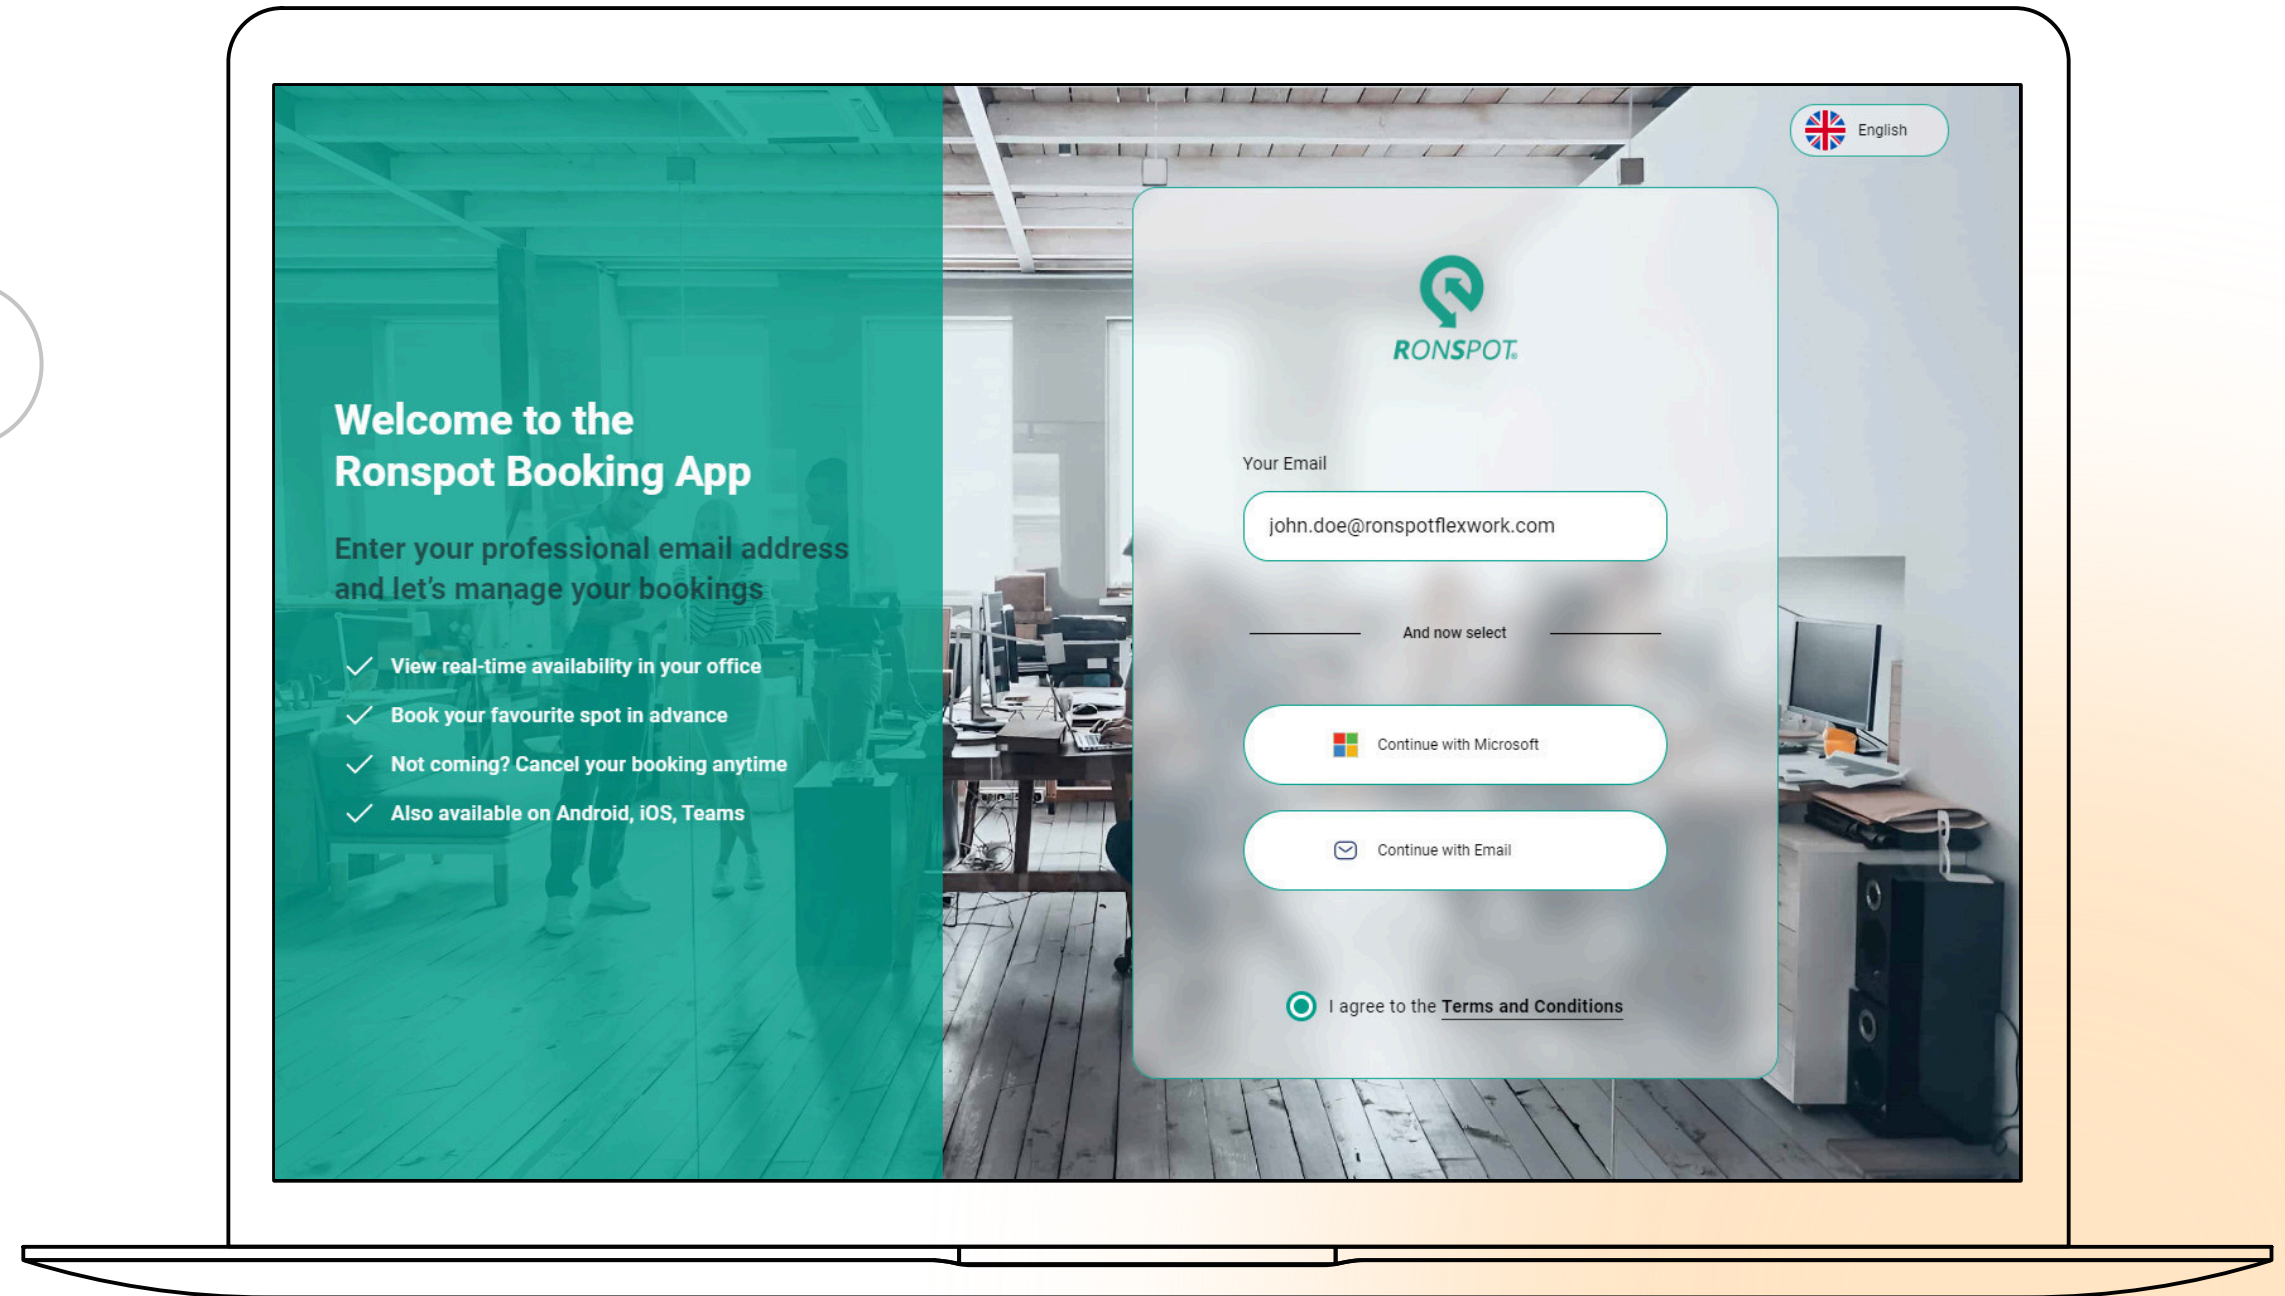 English
RONSPOT®
Welcome to the
Ronspot Booking App
Enter your professional email address
and let's manage your bookings
View real-time availability in your office
Book your favourite spot in advance
Not coming? Cancel your booking anytime
Also available on Android, iOS, Teams
Your Email
john.doe@ronspotflexwork.com
And now select
Continue with Microsoft
Continue with Email
I agree to the Terms and Conditions